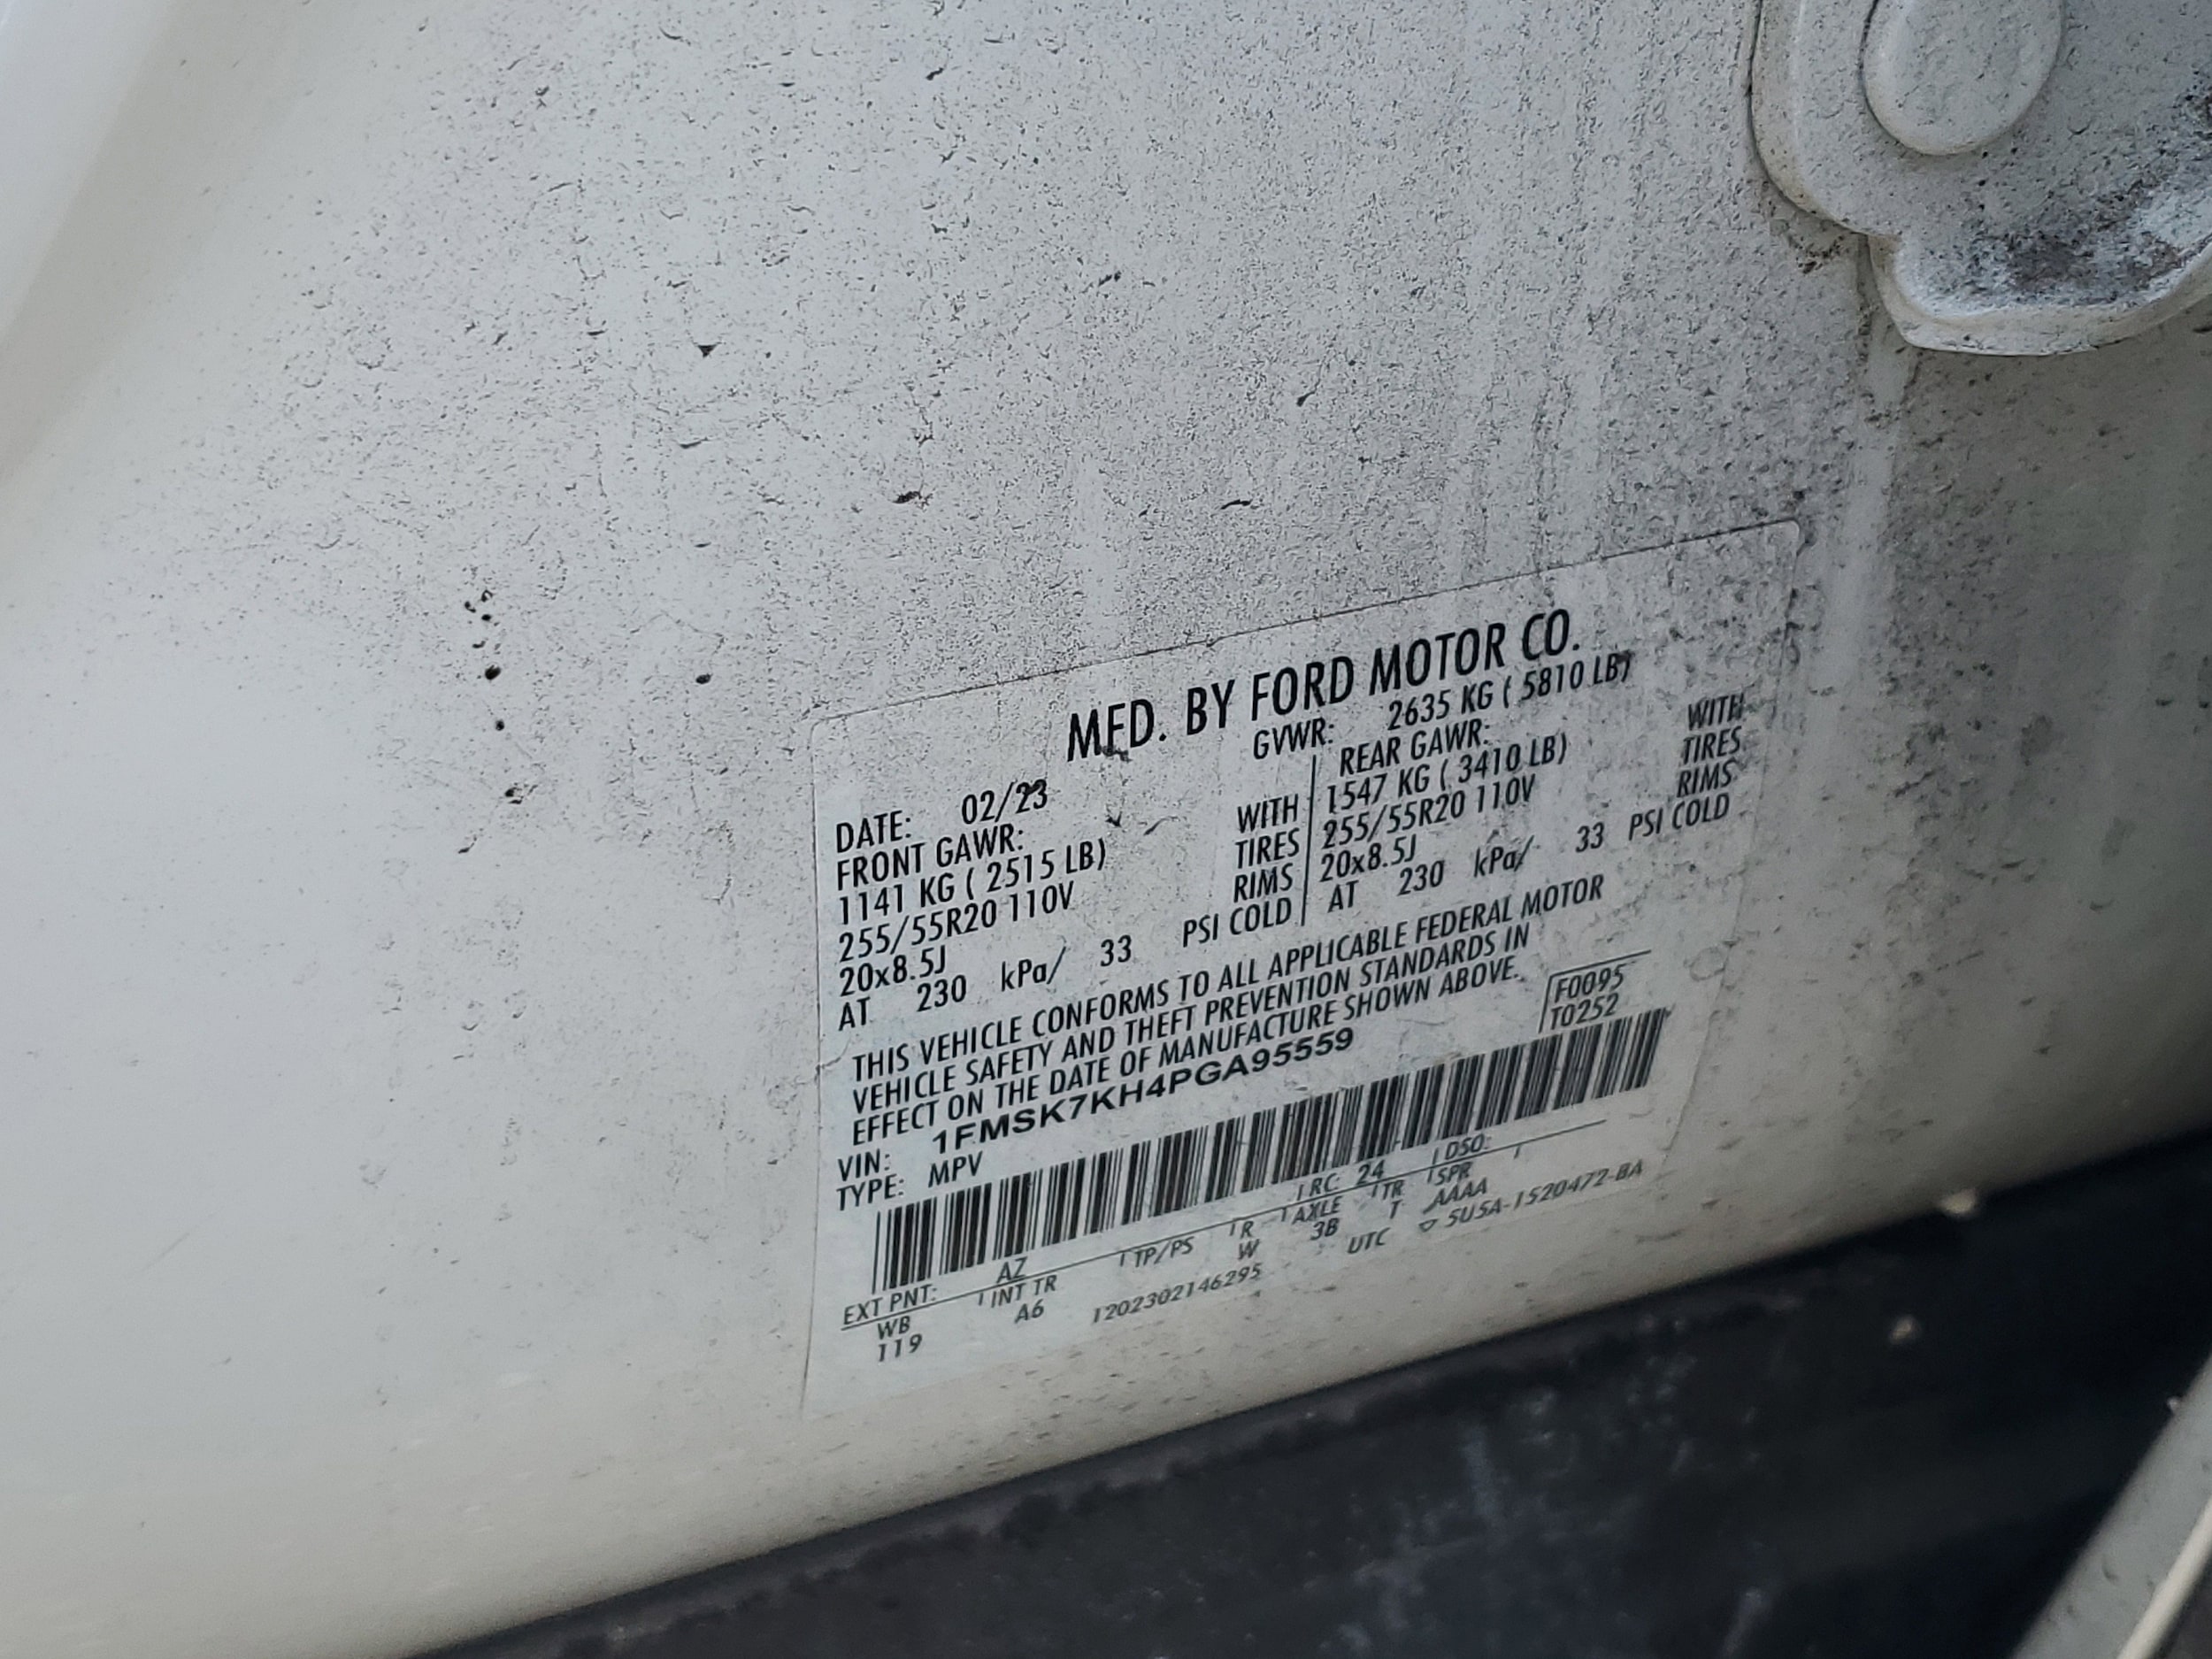 MFD. BY FORD MOTOR CO.
DATE: 02/23 GVWR: 2635 KG ( 5810 LB)
FRONT GAWR: REAR GAWR:
1141 KG ( 2515 LB) WITH 1547 KG ( 3410 LB) WITH
255/55R20 110V TIRES 255/55R20 110V TIRES
20x8.5J RIMS 20x8.5J RIMS
AT 230 kPa/ 33 PSI COLD AT 230 kPa/ 33 PSI COLD
THIS VEHICLE CONFORMS TO ALL APPLICABLE FEDERAL MOTOR
VEHICLE SAFETY AND THEFT PREVENTION STANDARDS IN
EFFECT ON THE DATE OF MANUFACTURE SHOWN ABOVE.
VIN: 1FMSK7KH4PGA95559 F0095
TYPE: MPV T0252
EXT PNT: AZ RC: 24 DSO:
WB INT TR TP/PS R AXLE TR SPR
119 A6 W 3B T AAAA
1202302146295 UTC ▽ 5U5A-1520472-BA